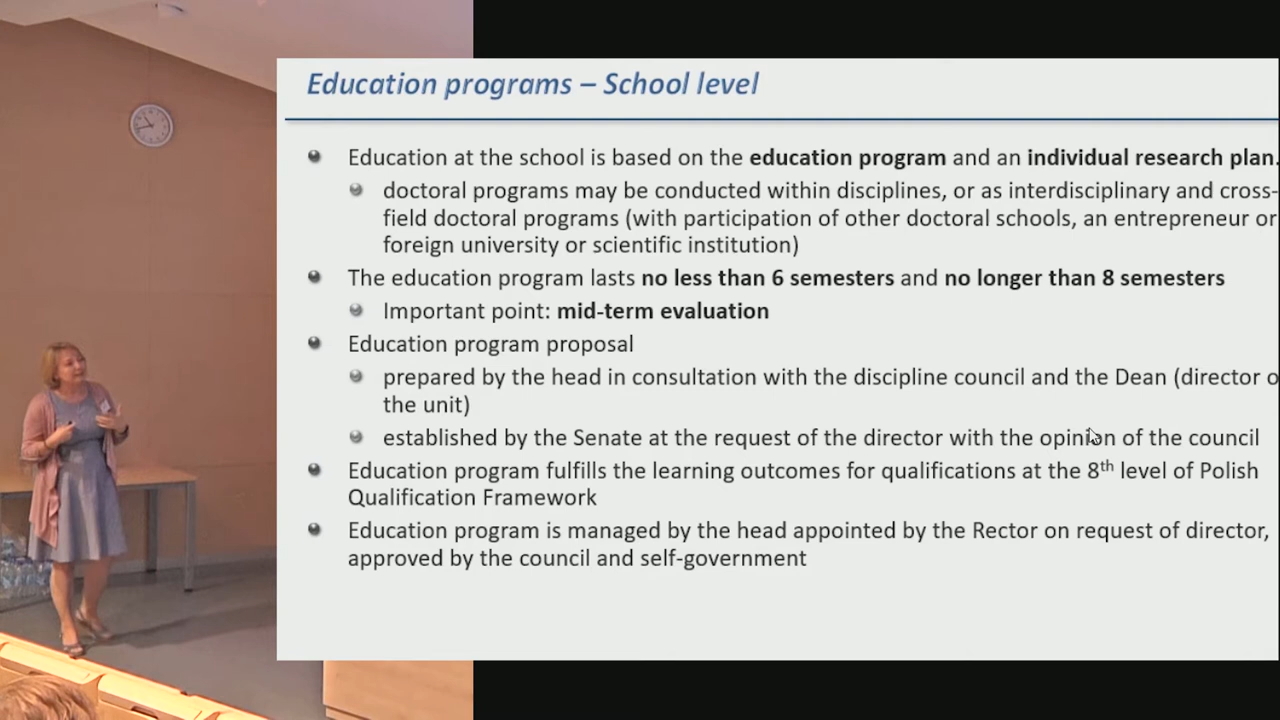 Education programs – School level
Education at the school is based on the education program and an individual research plan.
doctoral programs may be conducted within disciplines, or as interdisciplinary and cross-
field doctoral programs (with participation of other doctoral schools, an entrepreneur or
foreign university or scientific institution)
The education program lasts no less than 6 semesters and no longer than 8 semesters
Important point: mid-term evaluation
Education program proposal
prepared by the head in consultation with the discipline council and the Dean (director o
the unit)
established by the Senate at the request of the director with the opinion of the council
Education program fulfills the learning outcomes for qualifications at the 8th level of Polish
Qualification Framework
Education program is managed by the head appointed by the Rector on request of director,
approved by the council and self-government